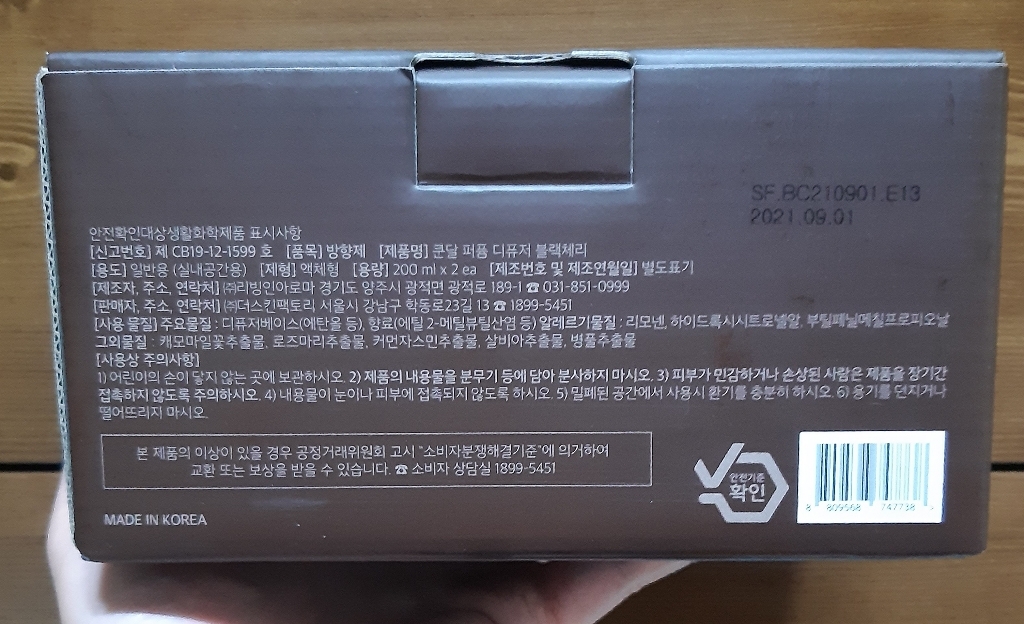 SF.BC210901.E13
2021.09.01
안전확인대상생활화학제품 표시사항
[신고번호] 제 CB19-12-1599 호 [품목] 방향제 [제품명] 쿤달 퍼퓸 디퓨저 블랙체리
[용도] 일반용 (실내공간용) [제형] 액체형 [용량] 200 ml x 2 ea [제조번호 및 제조연월일] 별도표기
[제조자, 주소, 연락처] ㈜리빙인아로마 경기도 양주시 광적면 광적로 189-1 ☎ 031-851-0999
[판매자, 주소, 연락처] ㈜더스킨팩토리 서울시 강남구 학동로23길 13 ☎ 1899-5451
[사용 물질] 주요물질 : 디퓨저베이스(에탄올 등), 향료(에틸 2-메틸뷰틸산염 등) 알레르기물질 : 리모넨, 하이드록시시트로넬알, 부틸페닐메칠프로피오날
그외물질 : 캐모마일꽃추출물, 로즈마리추출물, 커먼자스민추출물, 살비아추출물, 병풀추출물
[사용상 주의사항]
1) 어린이의 손이 닿지 않는 곳에 보관하시오. 2) 제품의 내용물을 분무기 등에 담아 분사하지 마시오. 3) 피부가 민감하거나 손상된 사람은 제품을 장기간
접촉하지 않도록 주의하시오. 4) 내용물이 눈이나 피부에 접촉되지 않도록 하시오. 5) 밀폐된 공간에서 사용시 환기를 충분히 하시오. 6) 용기를 던지거나
떨어뜨리지 마시오.
본 제품의 이상이 있을 경우 공정거래위원회 고시 "소비자분쟁해결기준"에 의거하여
교환 또는 보상을 받을 수 있습니다. ☎ 소비자 상담실 1899-5451
안전기준
확인
8 809568 747738 >
MADE IN KOREA